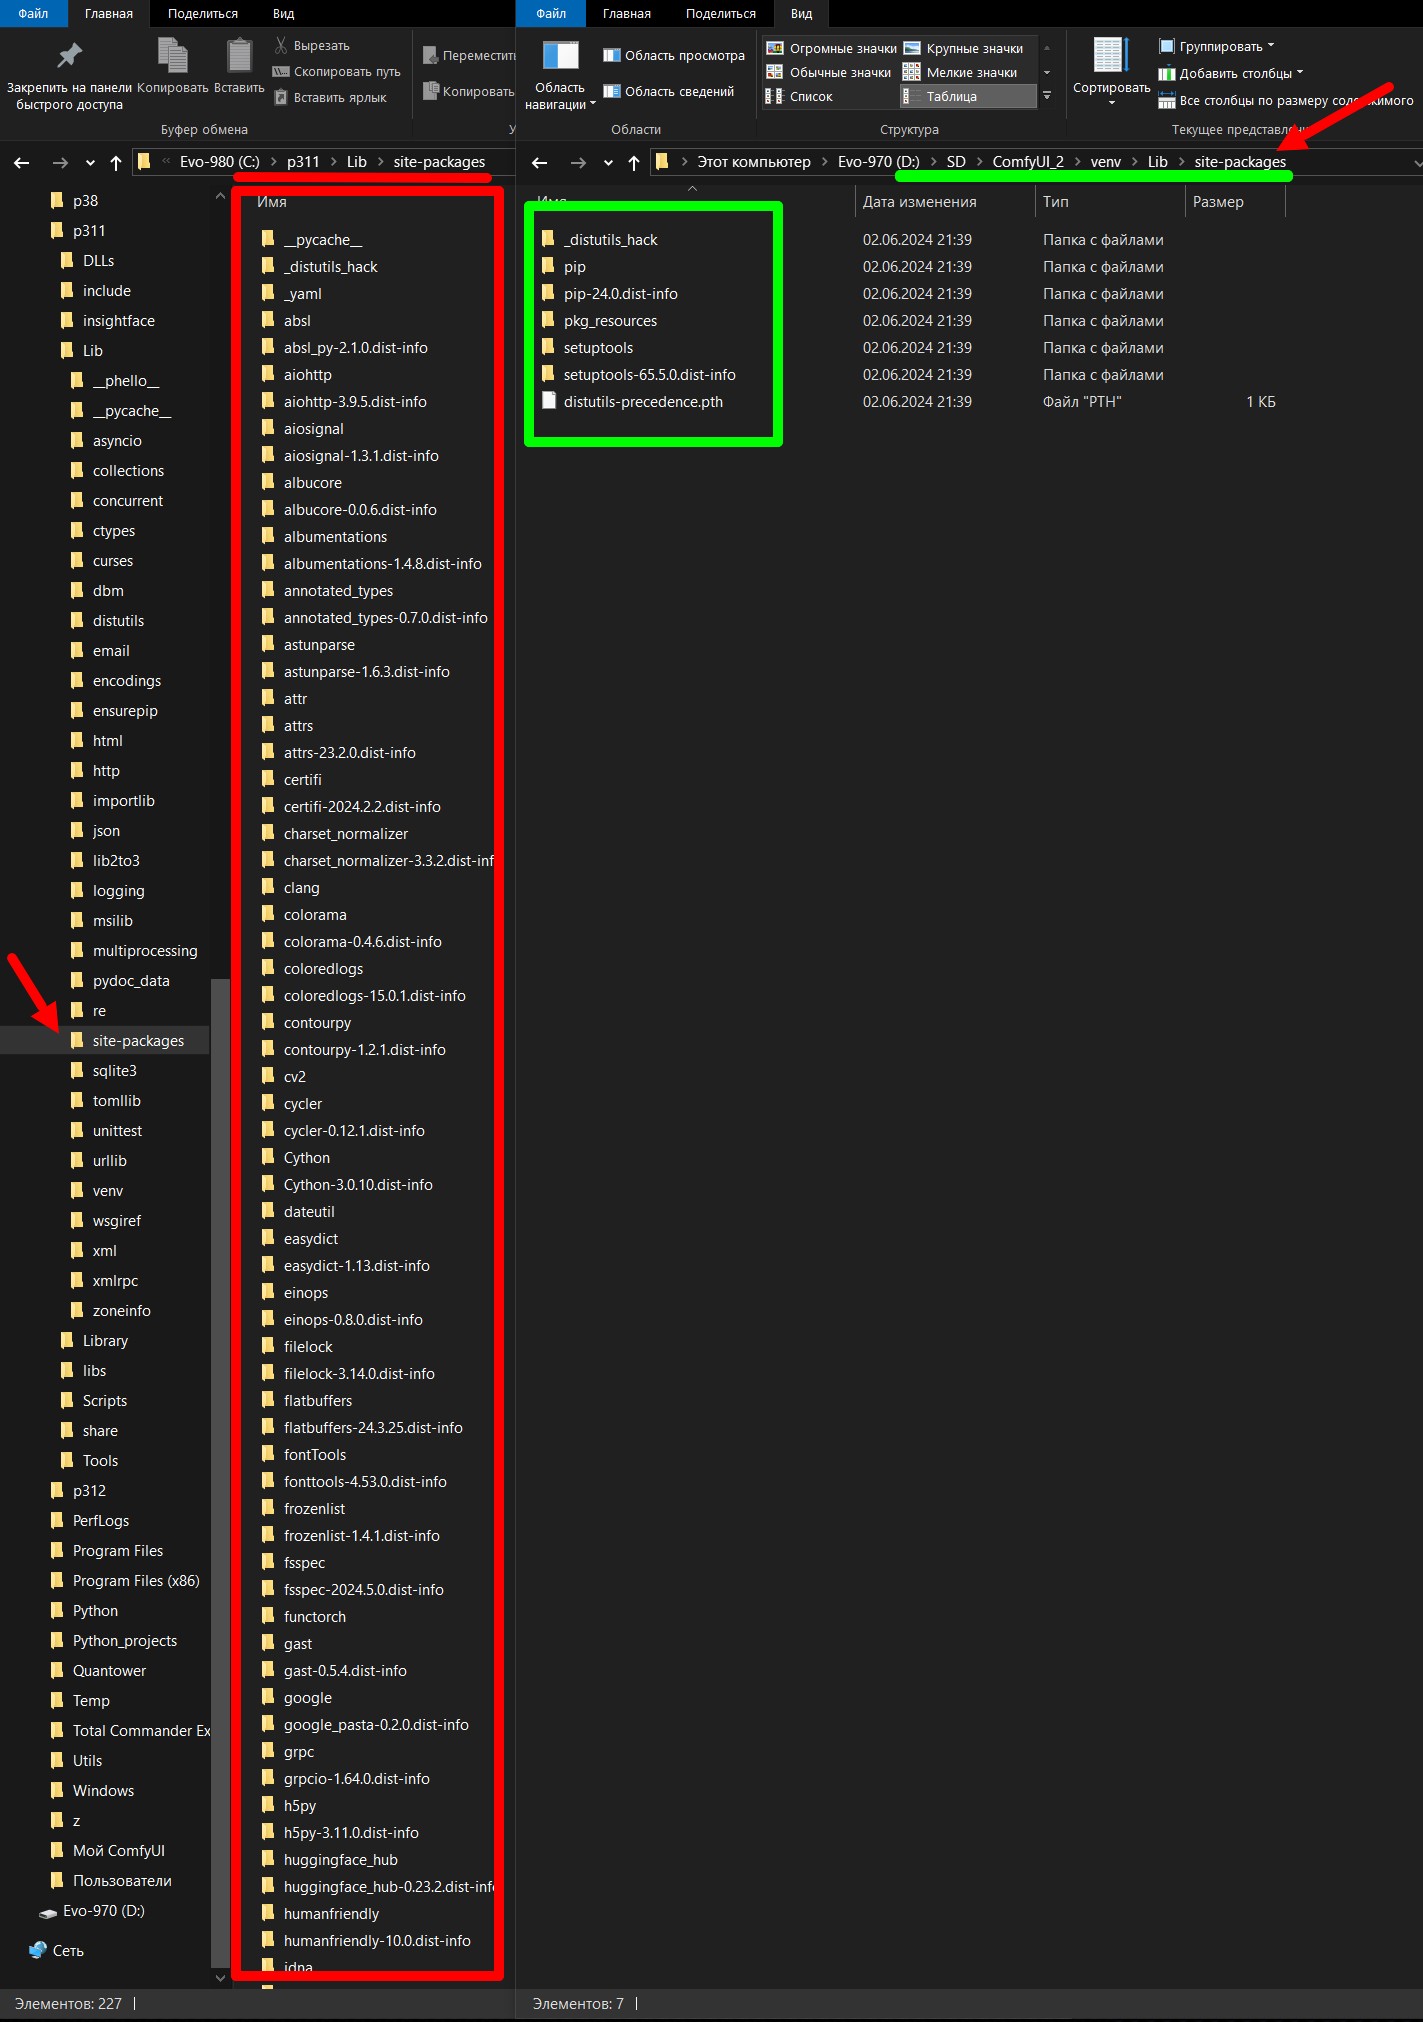 Файл
Главная
Поделиться
Вид
Закрепить на панели
быстрого доступа
Копировать
Вставить
Вырезать
Скопировать путь
Вставить ярлык
Буфер обмена
Переместить
Копировать
Evo-980 (C:) p311 Lib site-packages
p38
p311
DLLs
include
insightface
Lib
__phello__
__pycache__
asyncio
collections
concurrent
ctypes
curses
dbm
distutils
email
encodings
ensurepip
html
http
importlib
json
lib2to3
logging
msilib
multiprocessing
pydoc_data
re
site-packages
sqlite3
tomllib
unittest
urllib
venv
wsgiref
xml
xmlrpc
zoneinfo
Library
libs
Scripts
share
Tools
p312
PerfLogs
Program Files
Program Files (x86)
Python
Python_projects
Quantower
Temp
Total Commander Ex
Utils
Windows
z
Мой ComfyUI
Пользователи
Evo-970 (D:)
Сеть
Имя
__pycache__
_distutils_hack
_yaml
absl
absl_py-2.1.0.dist-info
aiohttp
aiohttp-3.9.5.dist-info
aiosignal
aiosignal-1.3.1.dist-info
albucore
albucore-0.0.6.dist-info
albumentations
albumentations-1.4.8.dist-info
annotated_types
annotated_types-0.7.0.dist-info
astunparse
astunparse-1.6.3.dist-info
attr
attrs
attrs-23.2.0.dist-info
certifi
certifi-2024.2.2.dist-info
charset_normalizer
charset_normalizer-3.3.2.dist-inf
clang
colorama
colorama-0.4.6.dist-info
coloredlogs
coloredlogs-15.0.1.dist-info
contourpy
contourpy-1.2.1.dist-info
cv2
cycler
cycler-0.12.1.dist-info
Cython
Cython-3.0.10.dist-info
dateutil
easydict
easydict-1.13.dist-info
einops
einops-0.8.0.dist-info
filelock
filelock-3.14.0.dist-info
flatbuffers
flatbuffers-24.3.25.dist-info
fontTools
fonttools-4.53.0.dist-info
frozenlist
frozenlist-1.4.1.dist-info
fsspec
fsspec-2024.5.0.dist-info
functorch
gast
gast-0.5.4.dist-info
google
google_pasta-0.2.0.dist-info
grpc
grpcio-1.64.0.dist-info
h5py
h5py-3.11.0.dist-info
huggingface_hub
huggingface_hub-0.23.2.dist-info
humanfriendly
humanfriendly-10.0.dist-info
idna
Элементов: 227
Файл
Главная
Поделиться
Вид
Область
навигации
Область просмотра
Область сведений
Области
Огромные значки
Крупные значки
Обычные значки
Мелкие значки
Список
Таблица
Структура
Сортировать
Группировать
Добавить столбцы
Все столбцы по размеру содержимого
Текущее представление
Этот компьютер Evo-970 (D:) SD ComfyUI_2 venv Lib site-packages
Имя Дата изменения Тип Размер
_distutils_hack 02.06.2024 21:39 Папка с файлами
pip 02.06.2024 21:39 Папка с файлами
pip-24.0.dist-info 02.06.2024 21:39 Папка с файлами
pkg_resources 02.06.2024 21:39 Папка с файлами
setuptools 02.06.2024 21:39 Папка с файлами
setuptools-65.5.0.dist-info 02.06.2024 21:39 Папка с файлами
distutils-precedence.pth 02.06.2024 21:39 Файл "PTH" 1 КБ
Элементов: 7